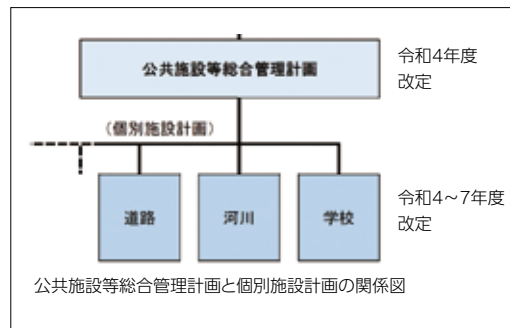 公共施設等総合管理計画
令和4年度
改定
（個別施設計画）
道路
河川
学校
令和4～7年度
改定
公共施設等総合管理計画と個別施設計画の関係図